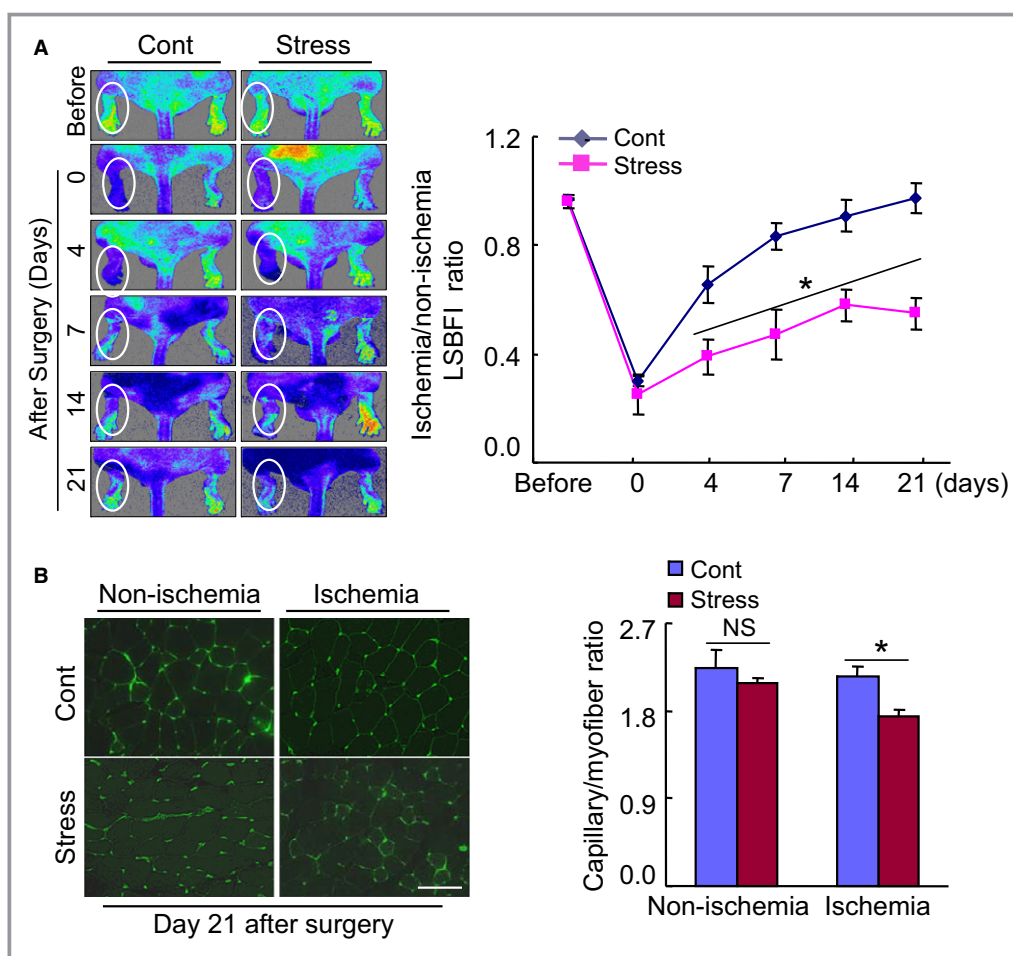 A
Cont Stress
Before
0
4
7
14
21
After Surgery (Days)
Ischemia/non-ischemia
LSBFI ratio
1.2
0.8
0.4
0.0
Cont
Stress
*
Before 0 4 7 14 21 (days)
B
Non-ischemia Ischemia
Cont
Stress
Day 21 after surgery
Cont
Stress
Capillary/myofiber ratio
2.7
1.8
0.9
0.0
NS
*
Non-ischemia Ischemia